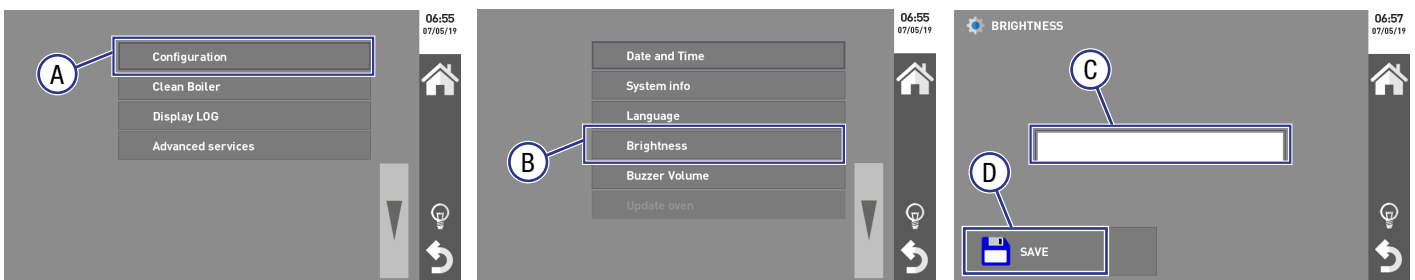 06:55
07/05/19
A
Configuration
Clean Boiler
Display LOG
Advanced services
06:55
07/05/19
Date and Time
System info
Language
B
Brightness
Buzzer Volume
Update oven
BRIGHTNESS
06:57
07/05/19
C
D
SAVE